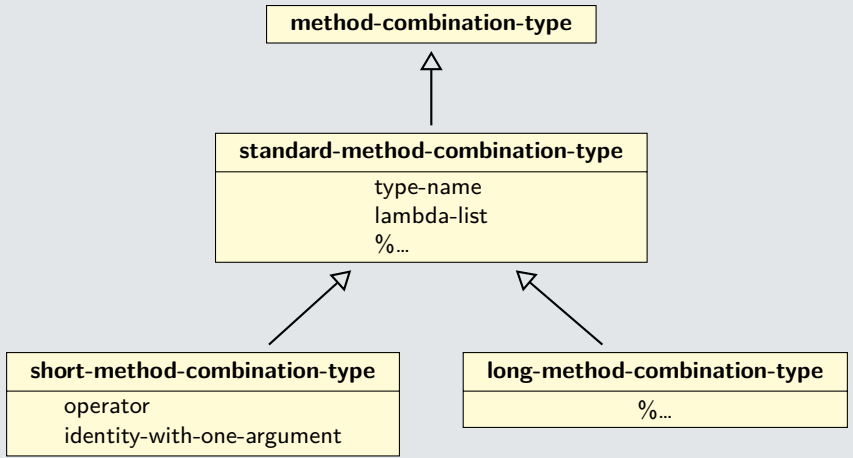 method-combination-type
standard-method-combination-type
type-name
lambda-list
%...
short-method-combination-type
operator
identity-with-one-argument
long-method-combination-type
%...